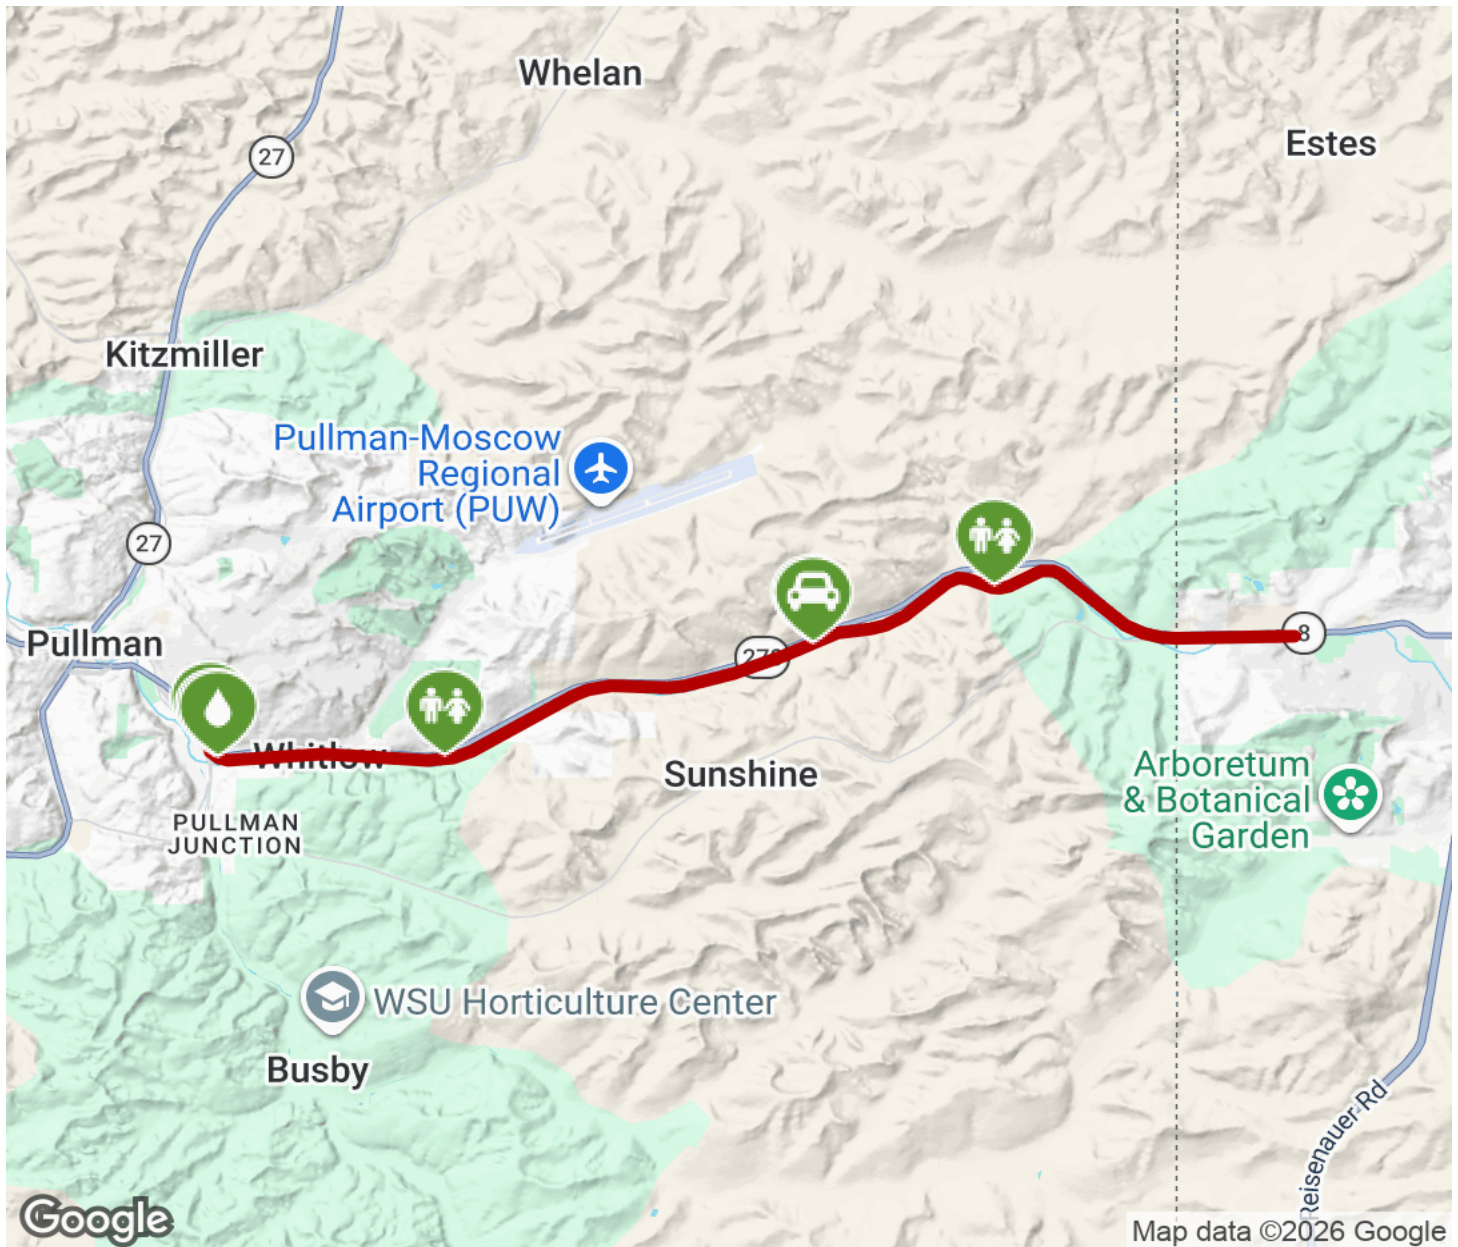 Whelan
Estes
27
Kitzmiller
Pullman-Moscow
Regional
Airport (PUW)
27
Pullman
8
Whitlow
Sunshine
Arboretum
& Botanical
Garden
PULLMAN
JUNCTION
WSU Horticulture Center
Busby
Reisenauer Rd
Google
Map data ©2026 Google